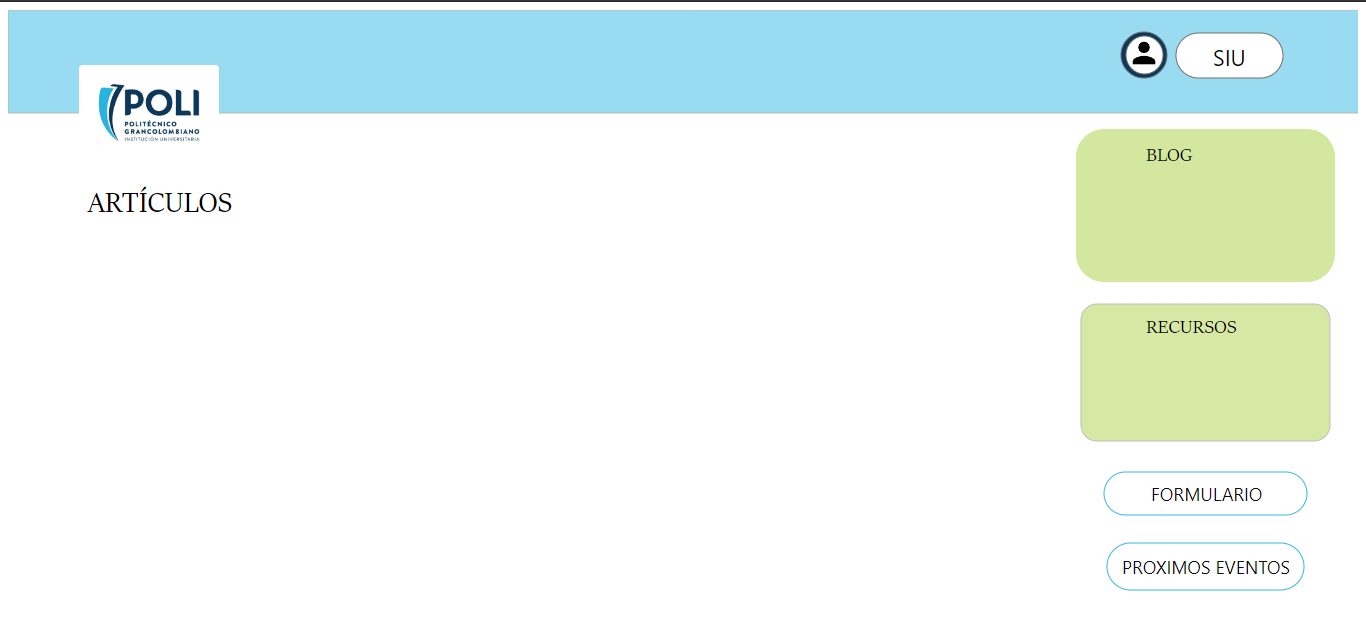 SIU
POLI
POLITÉCNICO
GRANCOLOMBIANO
INSTITUCIÓN UNIVERSITARIA
BLOG
ARTÍCULOS
RECURSOS
FORMULARIO
PROXIMOS EVENTOS